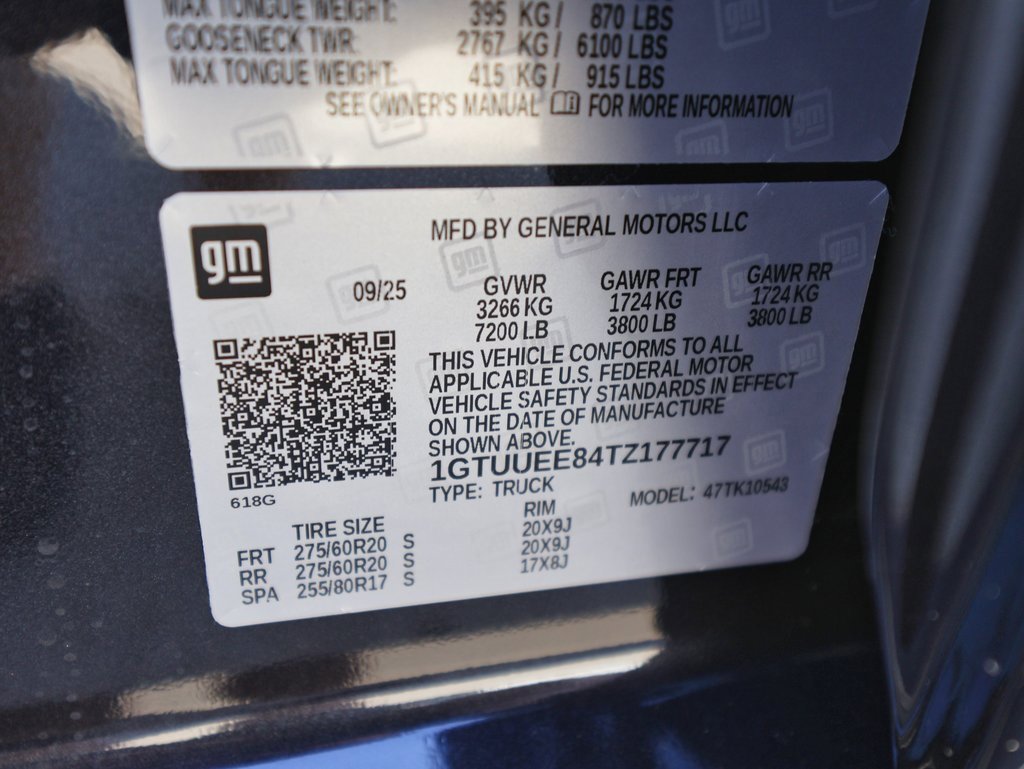 MAX TONGUE WEIGHT: 395 KG/ 870 LBS
GOOSENECK TWR: 2767 KG/ 6100 LBS
MAX TONGUE WEIGHT: 415 KG/ 915 LBS
SEE OWNER'S MANUAL FOR MORE INFORMATION
gm
MFD BY GENERAL MOTORS LLC
09/25
GVWR GAWR FRT GAWR RR
3266 KG 1724 KG 1724 KG
7200 LB 3800 LB 3800 LB
THIS VEHICLE CONFORMS TO ALL
APPLICABLE U.S. FEDERAL MOTOR
VEHICLE SAFETY STANDARDS IN EFFECT
ON THE DATE OF MANUFACTURE
SHOWN ABOVE.
1GTUUEE84TZ177717
TYPE: TRUCK MODEL: 47TK10543
618G
TIRE SIZE RIM
FRT 275/60R20 S 20X9J
RR 275/60R20 S 20X9J
SPA 255/80R17 S 17X8J